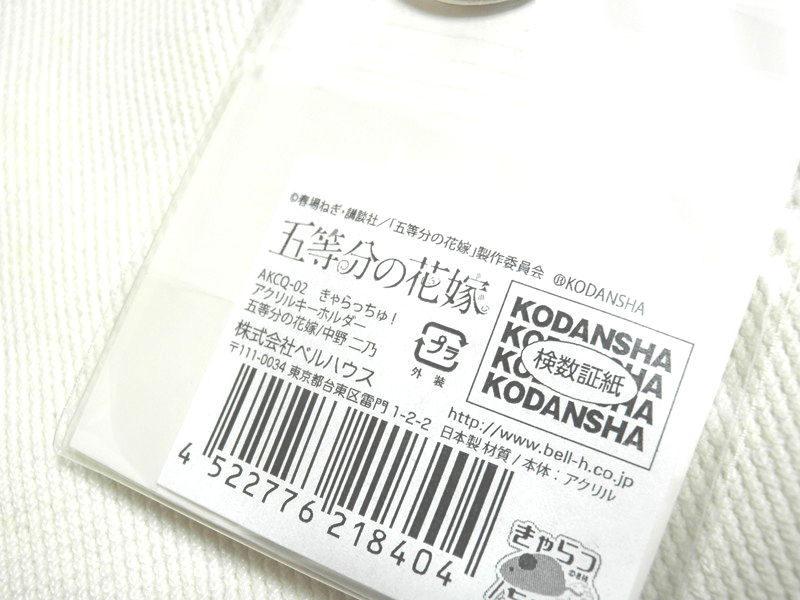 ©春場ねぎ・講談社／「五等分の花嫁」製作委員会 ®KODANSHA
五等分の花嫁
AKCQ-02 きゃらっちゅ！
アクリルキーホルダー
五等分の花嫁/中野 二乃
株式会社ベルハウス
〒111-0034 東京都台東区雷門 1-2-2
プラ
外装
KODANSHA
KODANSHA
検数証紙
KODANSHA
KODANSHA
http://www.bell-h.co.jp
日本製 材質 / 本体：アクリル
4 522776 218404
きゃらっ